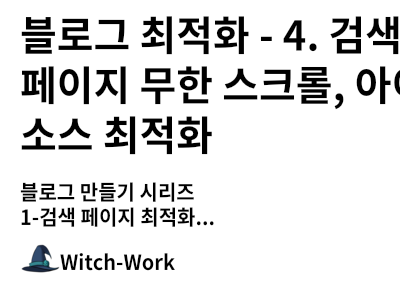 블로그 최적화 - 4. 검색
페이지 무한 스크롤,
소스 최적화
블로그 만들기 시리즈
1-검색 페이지 최적화...
Witch-Work